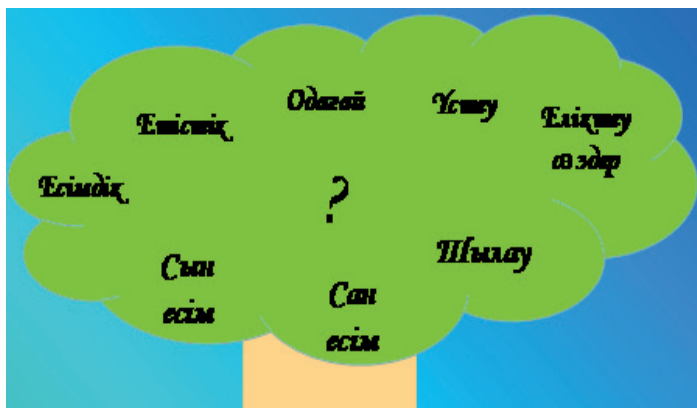 Одағай
Үстеу
Еліктеу
сөздер
Етістік
Есімдік
?
Шылау
Сын
есім
Сан
есім